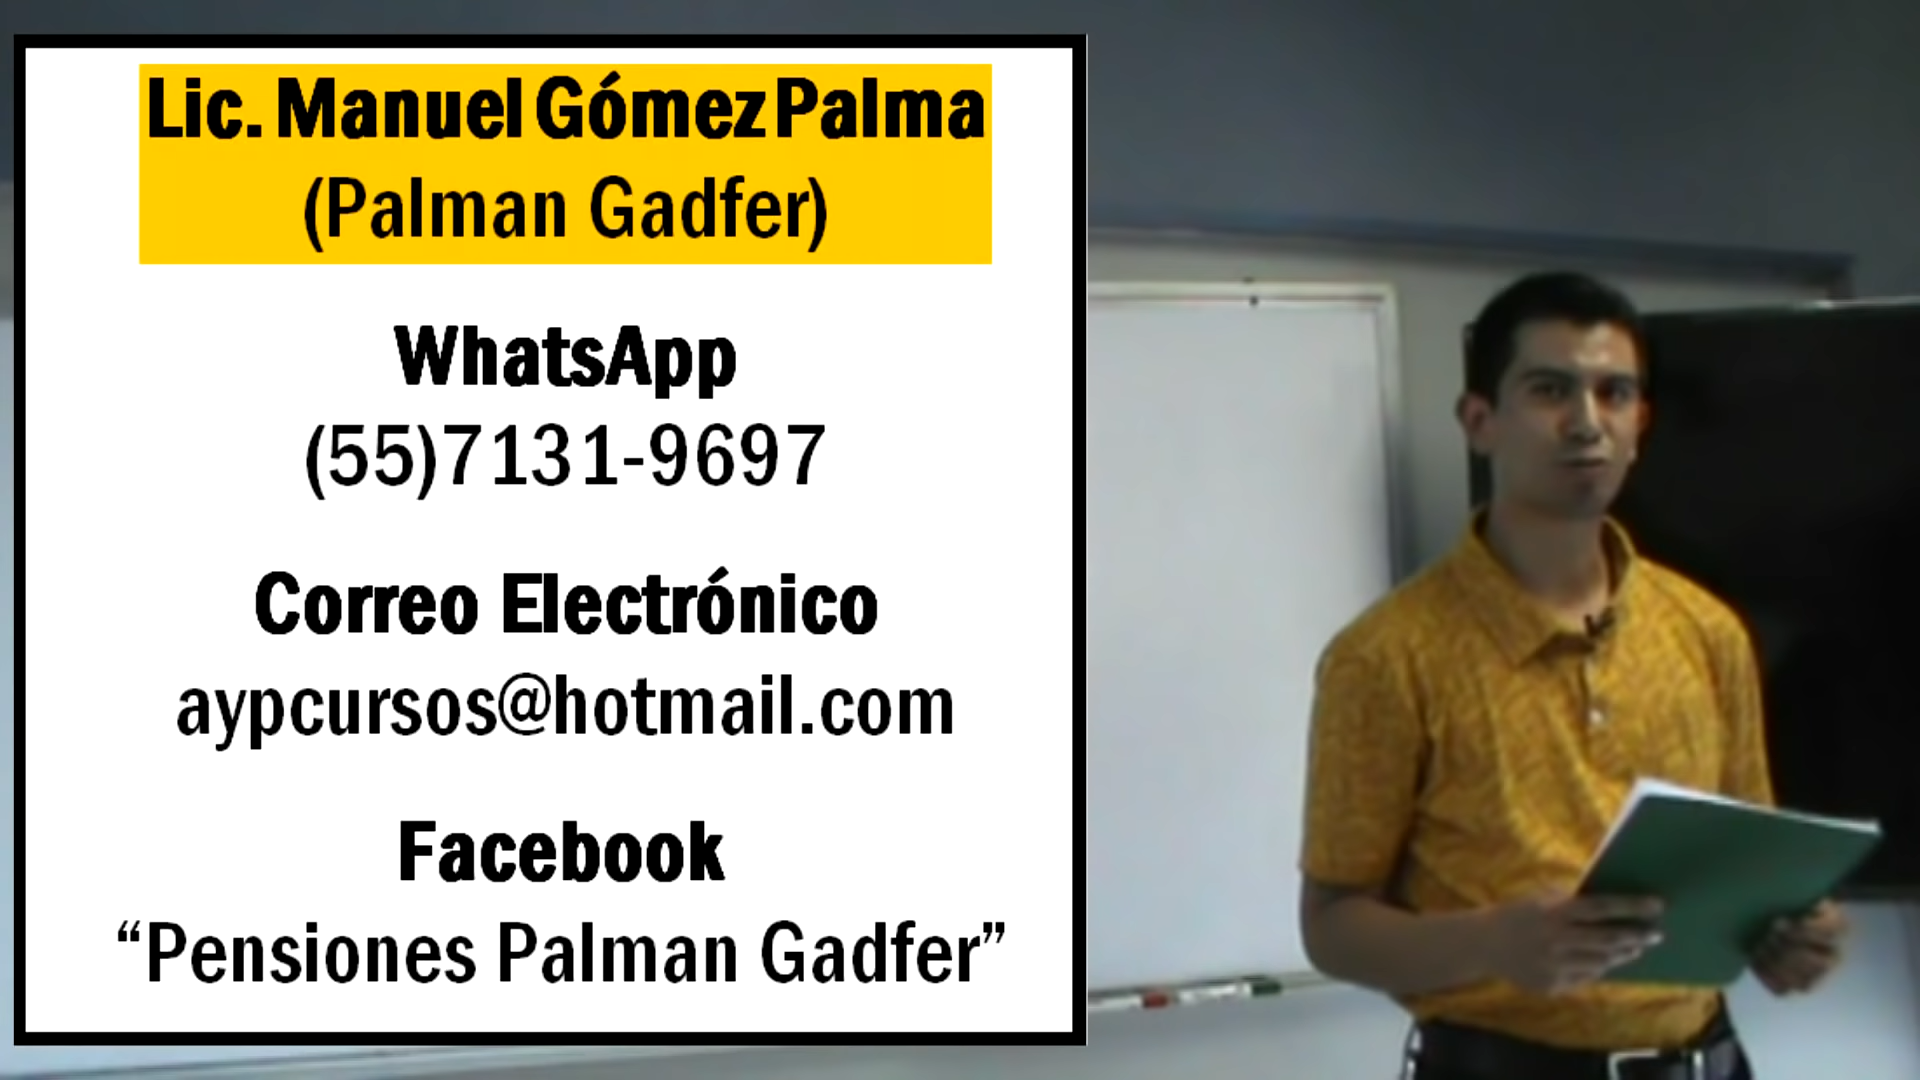 Lic. Manuel Gómez Palma
(Palman Gadfer)
WhatsApp
(55)7131-9697
Correo Electrónico
aypcursos@hotmail.com
Facebook
“Pensiones Palman Gadfer”